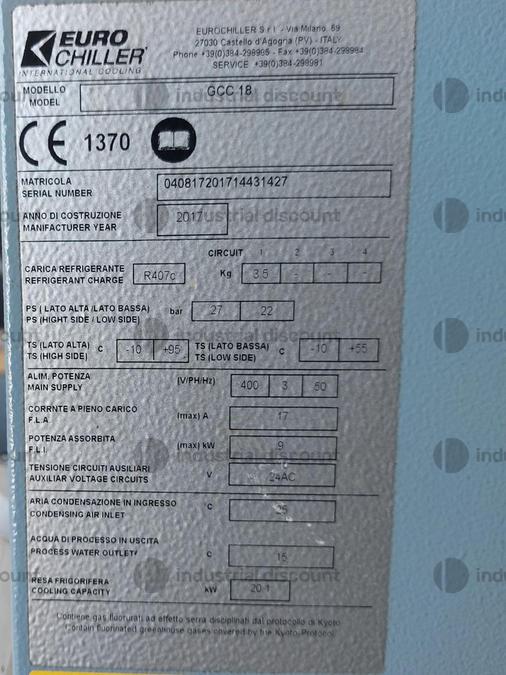 EURO
CHILLER
INTERNATIONAL COOLING
EUROCHILLER S.r.l. - Via Milano, 69
27030 Castello d'Agogna (PV) - ITALY
Phone +39(0)384-298985 - Fax +39(0)384-298984
SERVICE +39(0)384-298981
MODELLO
MODEL
GCC 18
CE 1370
MATRICOLA
SERIAL NUMBER
040817201714431427
ANNO DI COSTRUZIONE
MANIFACTURER YEAR
2017
CIRCUIT 1 2 3 4
CARICA REFRIGERANTE
REFRIGERANT CHARGE
R407c Kg 3,5 - - -
PS ( LATO ALTA /LATO BASSA)
PS (HIGHT SIDE / LOW SIDE)
bar 27 22
TS (LATO ALTA)
TS (HIGH SIDE)
C -10 +95
TS (LATO BASSA)
TS (LOW SIDE)
C -10 +55
ALIM. POTENZA
MAIN SUPPLY
(V/PH/Hz) 400 3 50
CORRNTE A PIENO CARICO
F.L.A.
(max) A 17
POTENZA ASSORBITA
F.L.I.
(max) kW 9
TENSIONE CIRCUITI AUSILIARI
AUXILIAR VOLTAGE CIRCUITS
V 24AC
ARIA CONDENSAZIONE IN INGRESSO
CONDENSING AIR INLET
C
ACQUA DI PROCESSO IN USCITA
PROCESS WATER OUTLET/
C 15
RESA FRIGORIFERA
COOLING CAPACITY
kW 20.1
Contiene gas fluorurati ad effetto serra disciplinati dal protocollo di Kyoto
Contain fluorinated greenhouse gases covered by the Kyoto Protocol
industrial discount